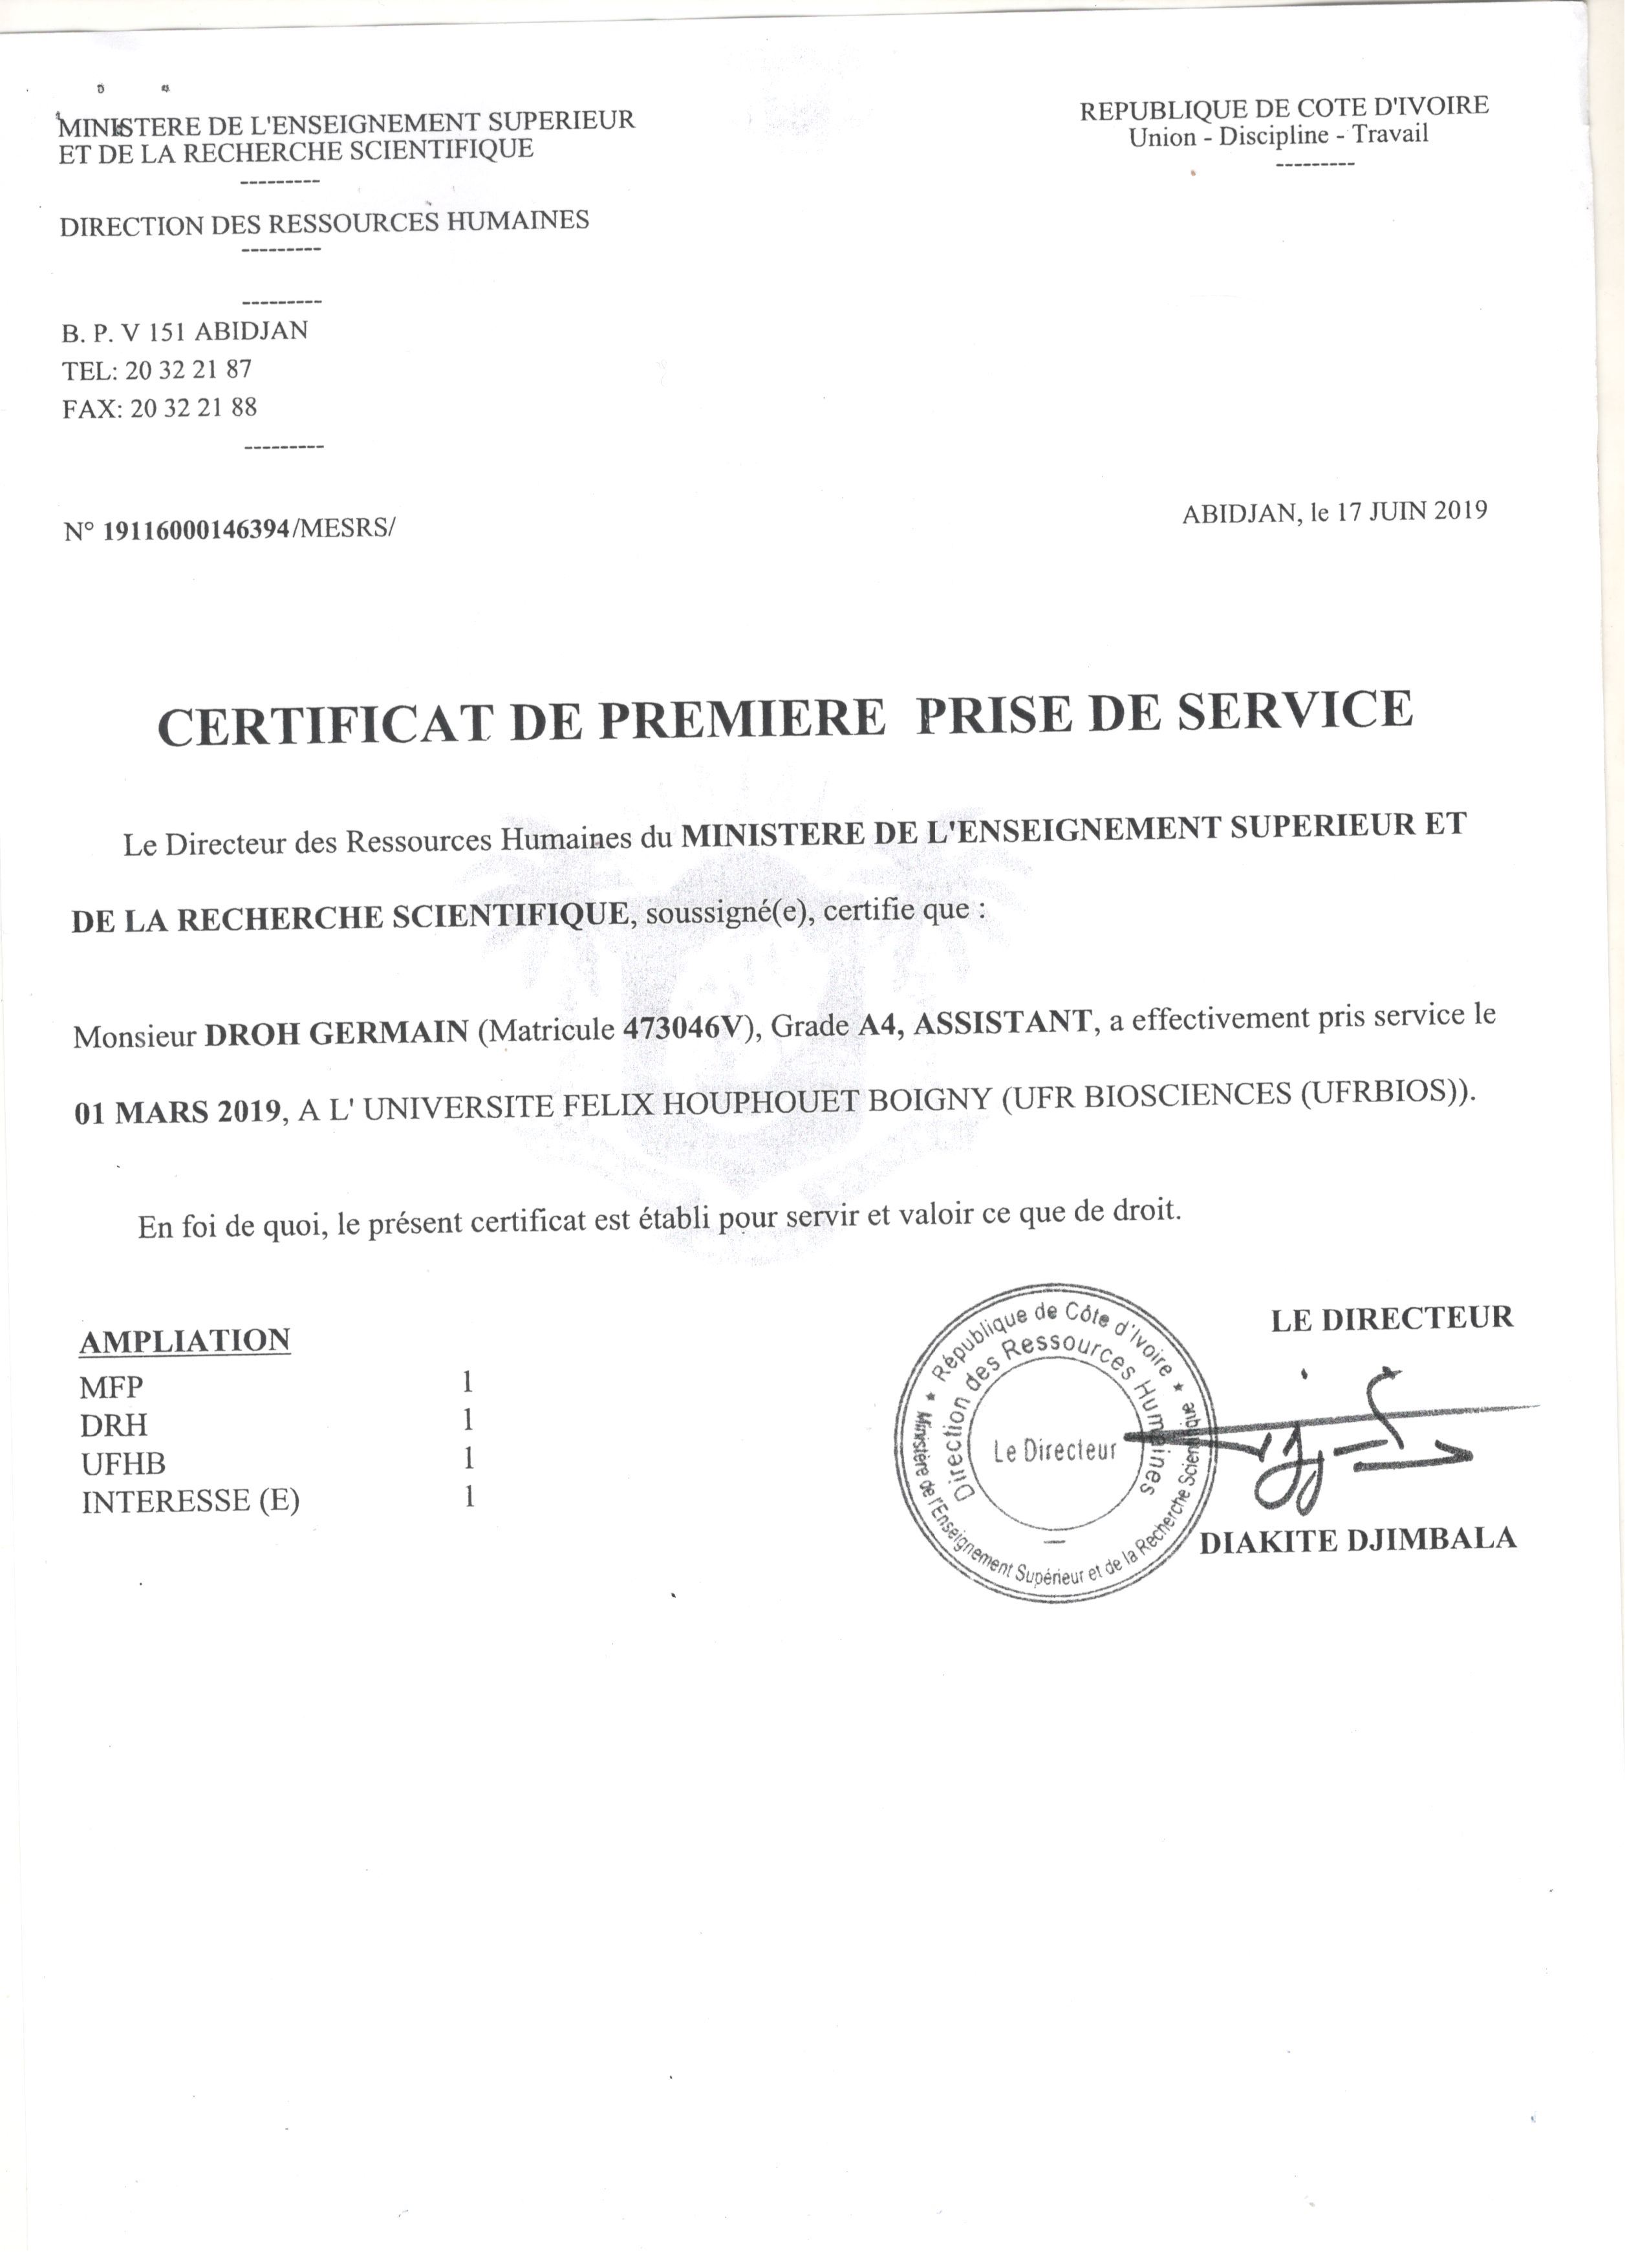 MINISTERE DE L'ENSEIGNEMENT SUPERIEUR
ET DE LA RECHERCHE SCIENTIFIQUE
---------
DIRECTION DES RESSOURCES HUMAINES
---------
---------
B. P. V 151 ABIDJAN
TEL: 20 32 21 87
FAX: 20 32 21 88
---------
REPUBLIQUE DE COTE D'IVOIRE
Union - Discipline - Travail
---------
N° 19116000146394/MESRS/
ABIDJAN, le 17 JUIN 2019
CERTIFICAT DE PREMIERE PRISE DE SERVICE
Le Directeur des Ressources Humaines du MINISTERE DE L'ENSEIGNEMENT SUPERIEUR ET
DE LA RECHERCHE SCIENTIFIQUE, soussigné(e), certifie que :
Monsieur DROH GERMAIN (Matricule 473046V), Grade A4, ASSISTANT, a effectivement pris service le
01 MARS 2019, A L' UNIVERSITE FELIX HOUPHOUET BOIGNY (UFR BIOSCIENCES (UFRBIOS)).
En foi de quoi, le présent certificat est établi pour servir et valoir ce que de droit.
AMPLIATION
MFP 1
DRH 1
UFHB 1
INTERESSE (E) 1
République de Côte d'Ivoire
Direction des Ressources Humaines
Le Directeur
Ministère de l'Enseignement Supérieur et de la Recherche Scientifique
LE DIRECTEUR
DIAKITE DJIMBALA